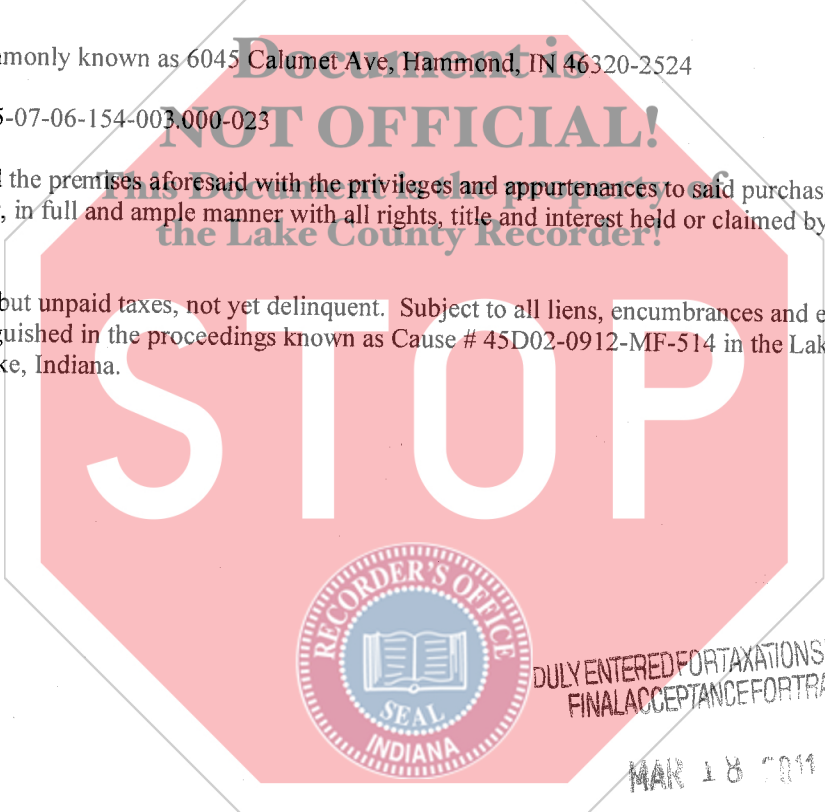 Document is
mmonly known as 6045 Calumet Ave, Hammond, IN 46320-2524
NOT OFFICIAL!
5-07-06-154-003.000-023
This Document is the property of
the premises aforesaid with the privileges and appurtenances to said purchas
, in full and ample manner with all rights, title and interest held or claimed by
the Lake County Recorder!
but unpaid taxes, not yet delinquent. Subject to all liens, encumbrances and e
guished in the proceedings known as Cause # 45D02-0912-MF-514 in the Lak
ke, Indiana.
STOP
RECORDER'S OFFICE
SEAL
INDIANA
DULY ENTERED FOR TAXATION S
FINAL ACCEPTANCE FOR TRA
MAR 18 2011